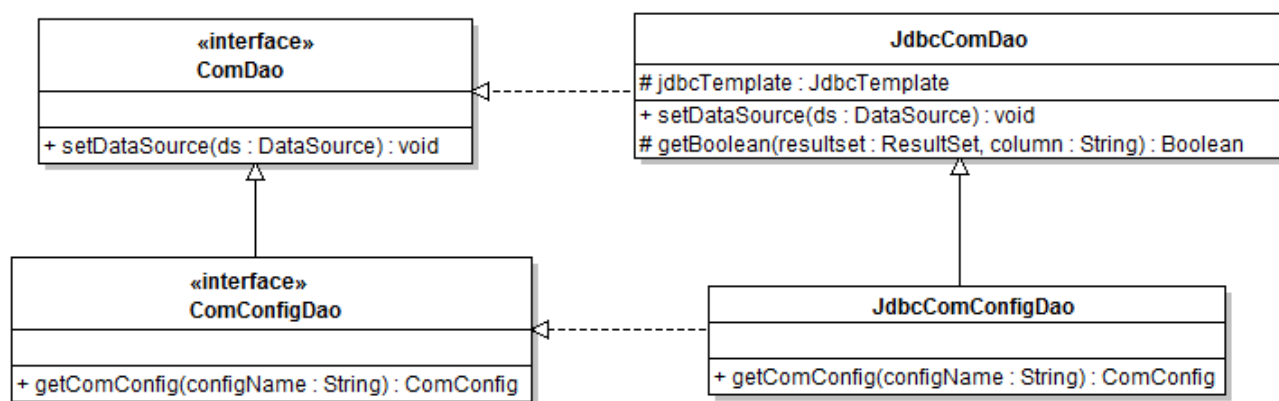 «interface»
ComDao
+ setDataSource(ds : DataSource) : void
JdbcComDao
# jdbcTemplate : JdbcTemplate
+ setDataSource(ds : DataSource) : void
# getBoolean(resultset : ResultSet, column : String) : Boolean
«interface»
ComConfigDao
+ getComConfig(configName : String) : ComConfig
JdbcComConfigDao
+ getComConfig(configName : String) : ComConfig